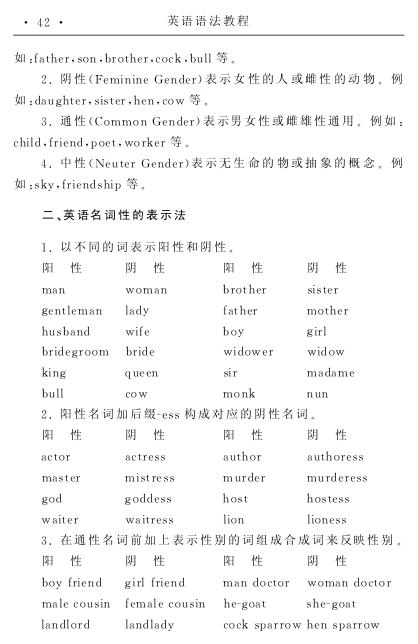 · 42 ·　英语语法教程
如:father,son,brother,cock,bull 等。
2. 阴性(Feminine Gender)表示女性的人或雌性的动物。例
如:daughter,sister,hen,cow 等。
3. 通性(Common Gender)表示男女性或雌雄性通用。例如:
child,friend,poet,worker 等。
4. 中性(Neuter Gender)表示无生命的物或抽象的概念。例
如:sky,friendship 等。
二、英语名词性的表示法
1. 以不同的词表示阳性和阴性。
阳　性　阴　性　阳　性　阴　性
man　woman　brother　sister
gentleman　lady　father　mother
husband　wife　boy　girl
bridegroom　bride　widower　widow
king　queen　sir　madame
bull　cow　monk　nun
2. 阳性名词加后缀-ess 构成对应的阴性名词。
阳　性　阴　性　阳　性　阴　性
actor　actress　author　authoress
master　mistress　murder　murderess
god　goddess　host　hostess
waiter　waitress　lion　lioness
3. 在通性名词前加上表示性别的词组成合成词来反映性别。
阳　性　阴　性　阳　性　阴　性
boy friend　girl friend　man doctor　woman doctor
male cousin　female cousin　he-goat　she-goat
landlord　landlady　cock sparrow　hen sparrow